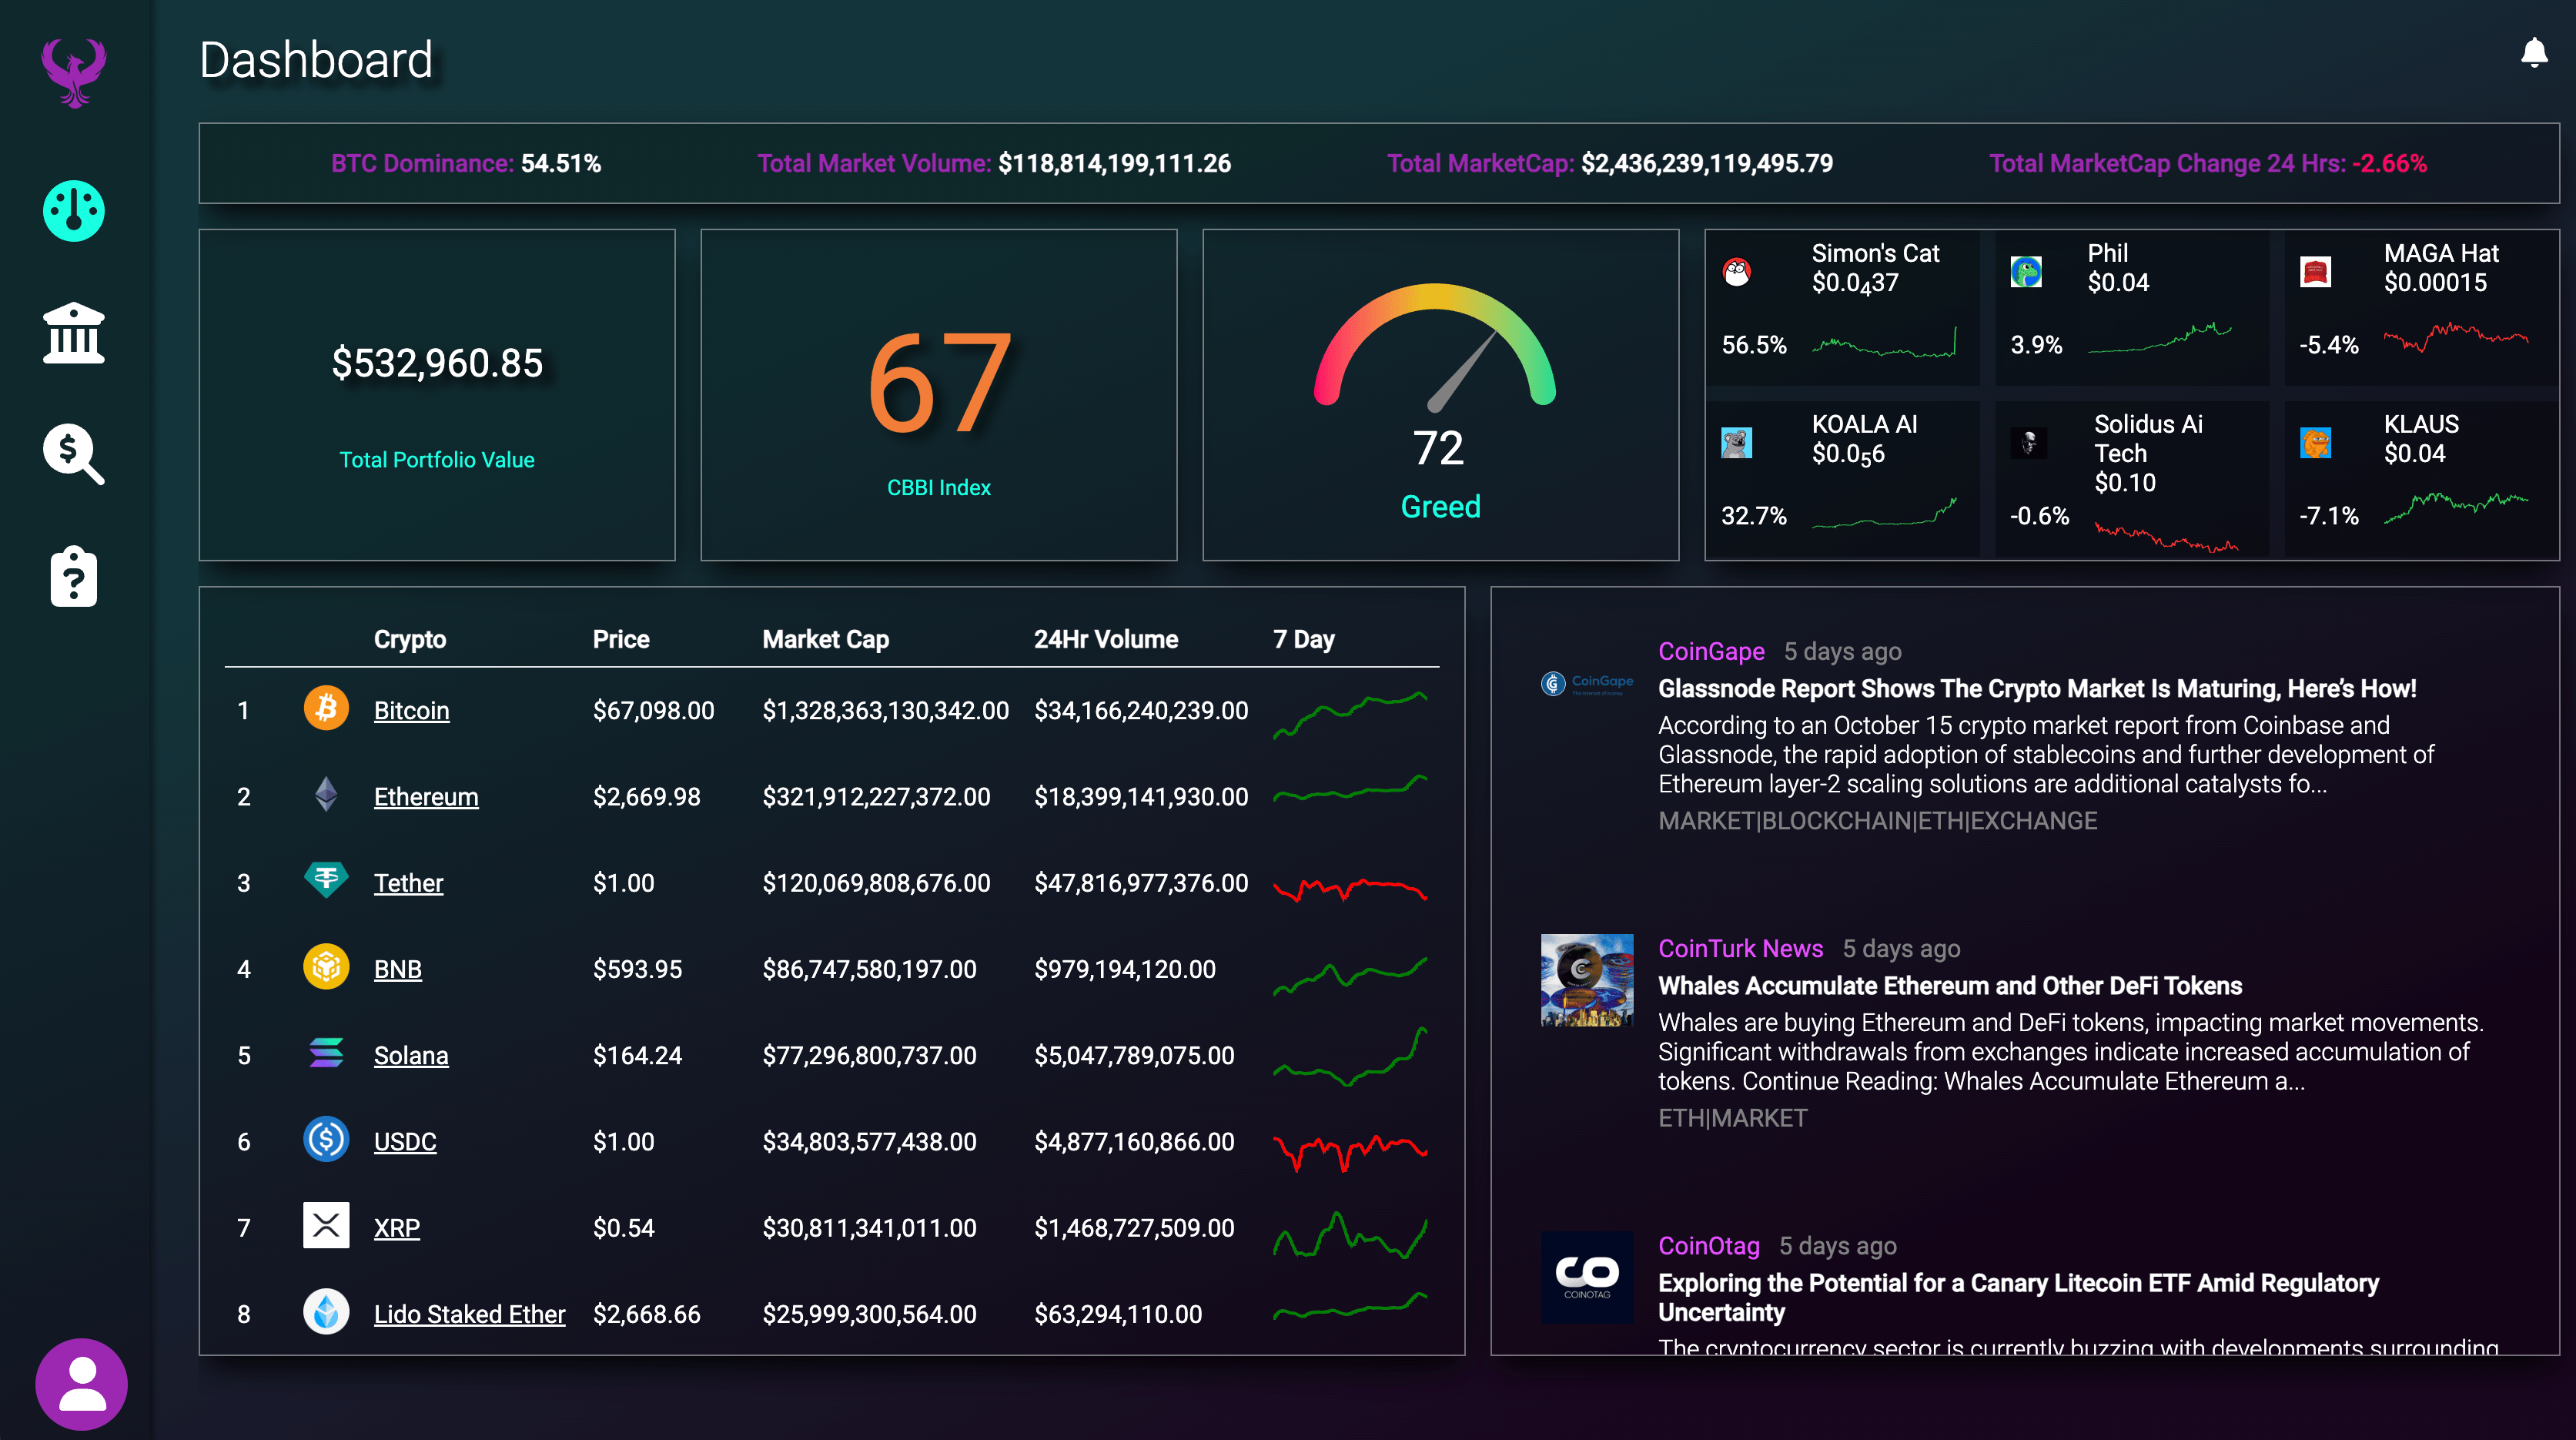 Dashboard
BTC Dominance: 54.51% Total Market Volume: $118,814,199,111.26 Total MarketCap: $2,436,239,119,495.79 Total MarketCap Change 24 Hrs: -2.66%
$532,960.85
Total Portfolio Value
67
CBBI Index
72
Greed
Simon's Cat
$0.0₄37
56.5%
Phil
$0.04
3.9%
MAGA Hat
$0.00015
-5.4%
KOALA AI
$0.0₅6
32.7%
Solidus Ai
Tech
$0.10
-0.6%
KLAUS
$0.04
-7.1%
Crypto Price Market Cap 24Hr Volume 7 Day
1 Bitcoin $67,098.00 $1,328,363,130,342.00 $34,166,240,239.00
2 Ethereum $2,669.98 $321,912,227,372.00 $18,399,141,930.00
3 Tether $1.00 $120,069,808,676.00 $47,816,977,376.00
4 BNB $593.95 $86,747,580,197.00 $979,194,120.00
5 Solana $164.24 $77,296,800,737.00 $5,047,789,075.00
6 USDC $1.00 $34,803,577,438.00 $4,877,160,866.00
7 XRP $0.54 $30,811,341,011.00 $1,468,727,509.00
8 Lido Staked Ether $2,668.66 $25,999,300,564.00 $63,294,110.00
CoinGape
CoinGape 5 days ago
Glassnode Report Shows The Crypto Market Is Maturing, Here’s How!
According to an October 15 crypto market report from Coinbase and
Glassnode, the rapid adoption of stablecoins and further development of
Ethereum layer-2 scaling solutions are additional catalysts fo...
MARKET|BLOCKCHAIN|ETH|EXCHANGE
CoinTurk News 5 days ago
Whales Accumulate Ethereum and Other DeFi Tokens
Whales are buying Ethereum and DeFi tokens, impacting market movements.
Significant withdrawals from exchanges indicate increased accumulation of
tokens. Continue Reading: Whales Accumulate Ethereum a...
ETH|MARKET
CO
COINOTAG
CoinOtag 5 days ago
Exploring the Potential for a Canary Litecoin ETF Amid Regulatory
Uncertainty
The cryptocurrency sector is currently buzzing with developments surrounding